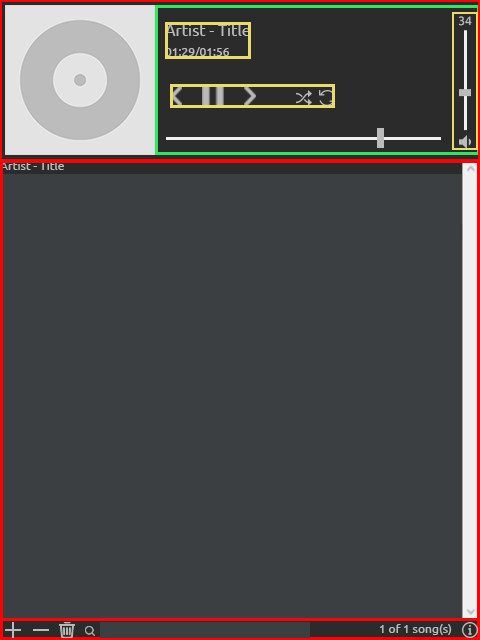 Artist - Title
34
01:29/01:56
Artist - Title
1 of 1 song(s)